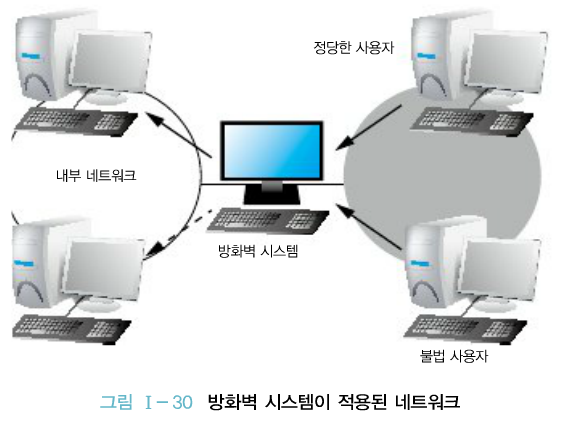 정당한 사용자
내부 네트워크
방화벽 시스템
불법 사용자
그림 Ⅰ-30 방화벽 시스템이 적용된 네트워크